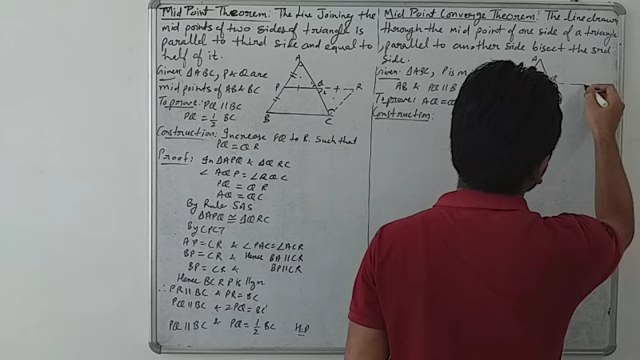 Mid Point Theorem: The Line Joining the
mid points of two sides of triangle is
parallel to third side and equal to
half of it.
Given: ΔABC, P & Q are
mid points of AB & BC
To prove: PQ || BC
PQ = 1/2 BC
Construction: Increase PQ to R. Such that
PQ = QR
Proof: In ΔAPQ & ΔQRC
∠AQP = ∠RQC
PQ = QR
AQ = QC
By Rule SAS
ΔAPQ ≅ ΔQRC
By CPCT
AP = CR & ∠PAC = ∠ACR
BP = CR & Hence BA || CR
BP = CR & BP || CR
Hence BCRP is ||gm
∴ PR || BC & PR = BC
PQ || BC & 2PQ = BC
PQ || BC & PQ = 1/2 BC H=P
A
P
Q
R
B
C
1
2
Mid Point Converge Theorem: The line drawn
through the mid point of one side of a triangle
parallel to another side bisect the 3rd
side.
Given: ΔABC, P is m
AB & PQ || B
To prove: AQ =
Construction:
A